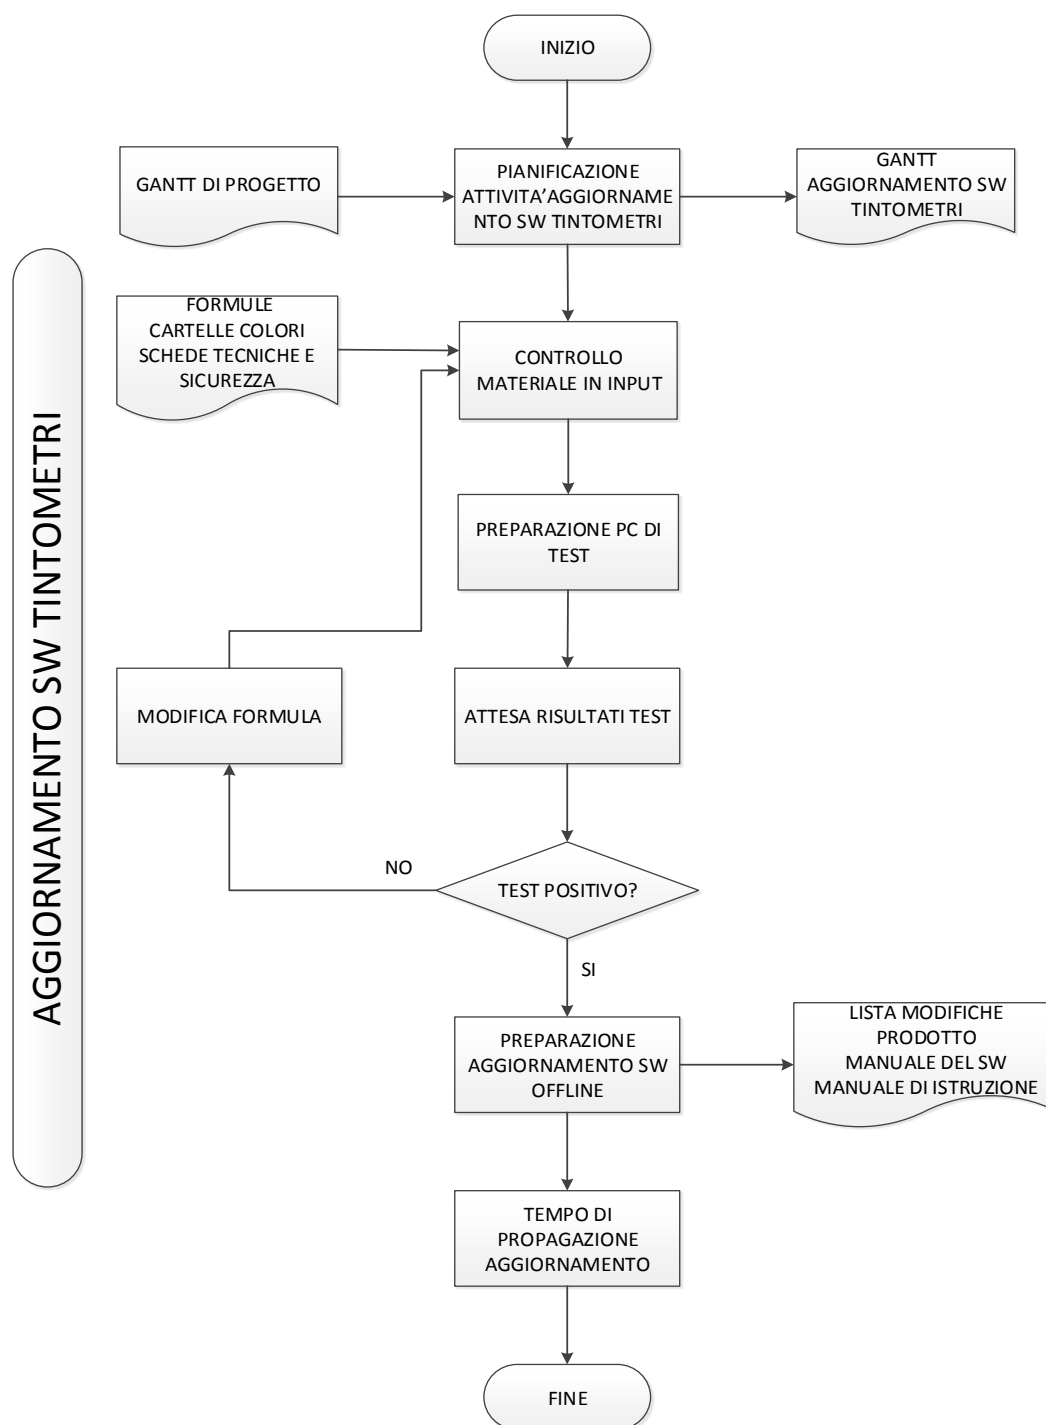 INIZIO
GANTT DI PROGETTO
PIANIFICAZIONE
ATTIVITA’AGGIORNAME
NTO SW TINTOMETRI
GANTT
AGGIORNAMENTO SW
TINTOMETRI
AGGIORNAMENTO SW TINTOMETRI
FORMULE
CARTELLE COLORI
SCHEDE TECNICHE E
SICUREZZA
CONTROLLO
MATERIALE IN INPUT
PREPARAZIONE PC DI
TEST
MODIFICA FORMULA
ATTESA RISULTATI TEST
NO
TEST POSITIVO?
SI
PREPARAZIONE
AGGIORNAMENTO SW
OFFLINE
LISTA MODIFICHE
PRODOTTO
MANUALE DEL SW
MANUALE DI ISTRUZIONE
TEMPO DI
PROPAGAZIONE
AGGIORNAMENTO
FINE